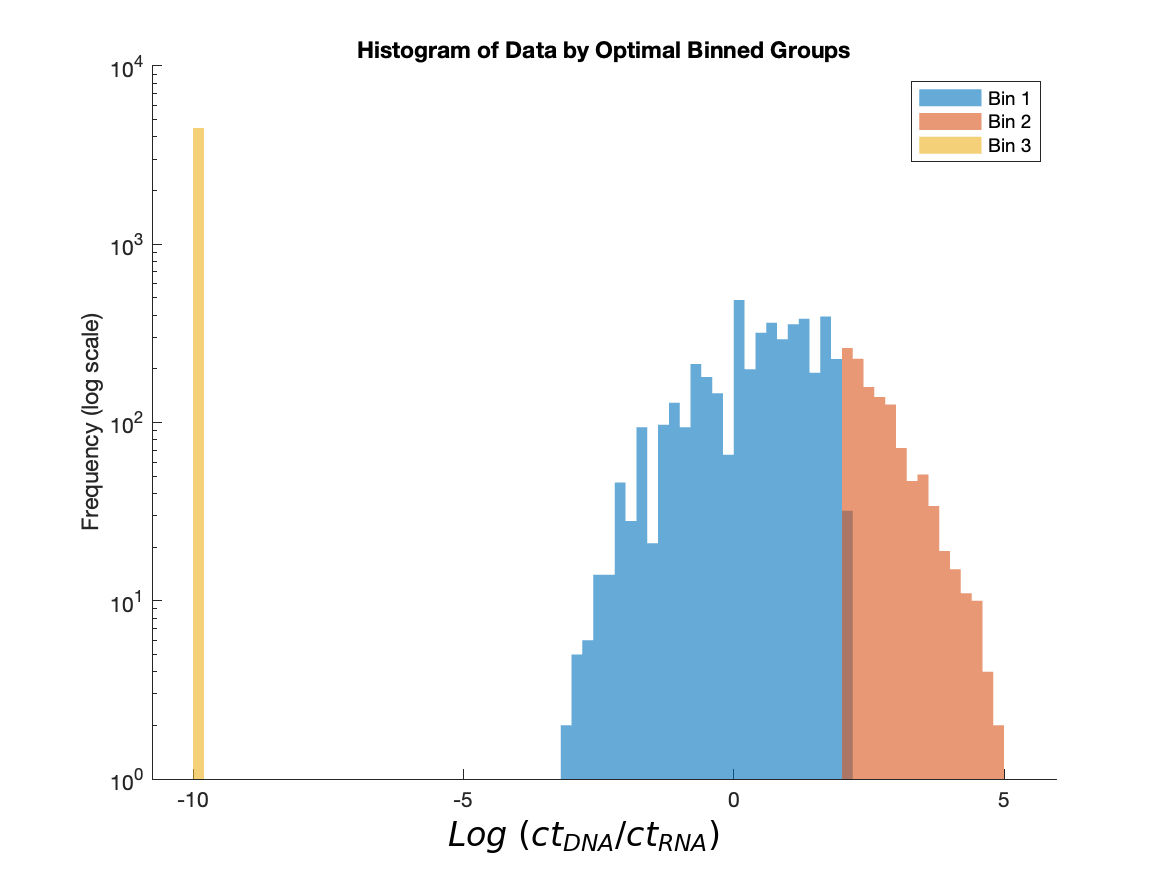 Histogram of Data by Optimal Binned Groups
10^4
10^3
10^2
10^1
10^0
Frequency (log scale)
Bin 1
Bin 2
Bin 3
-10
-5
0
5
Log (ct_DNA/ct_RNA)